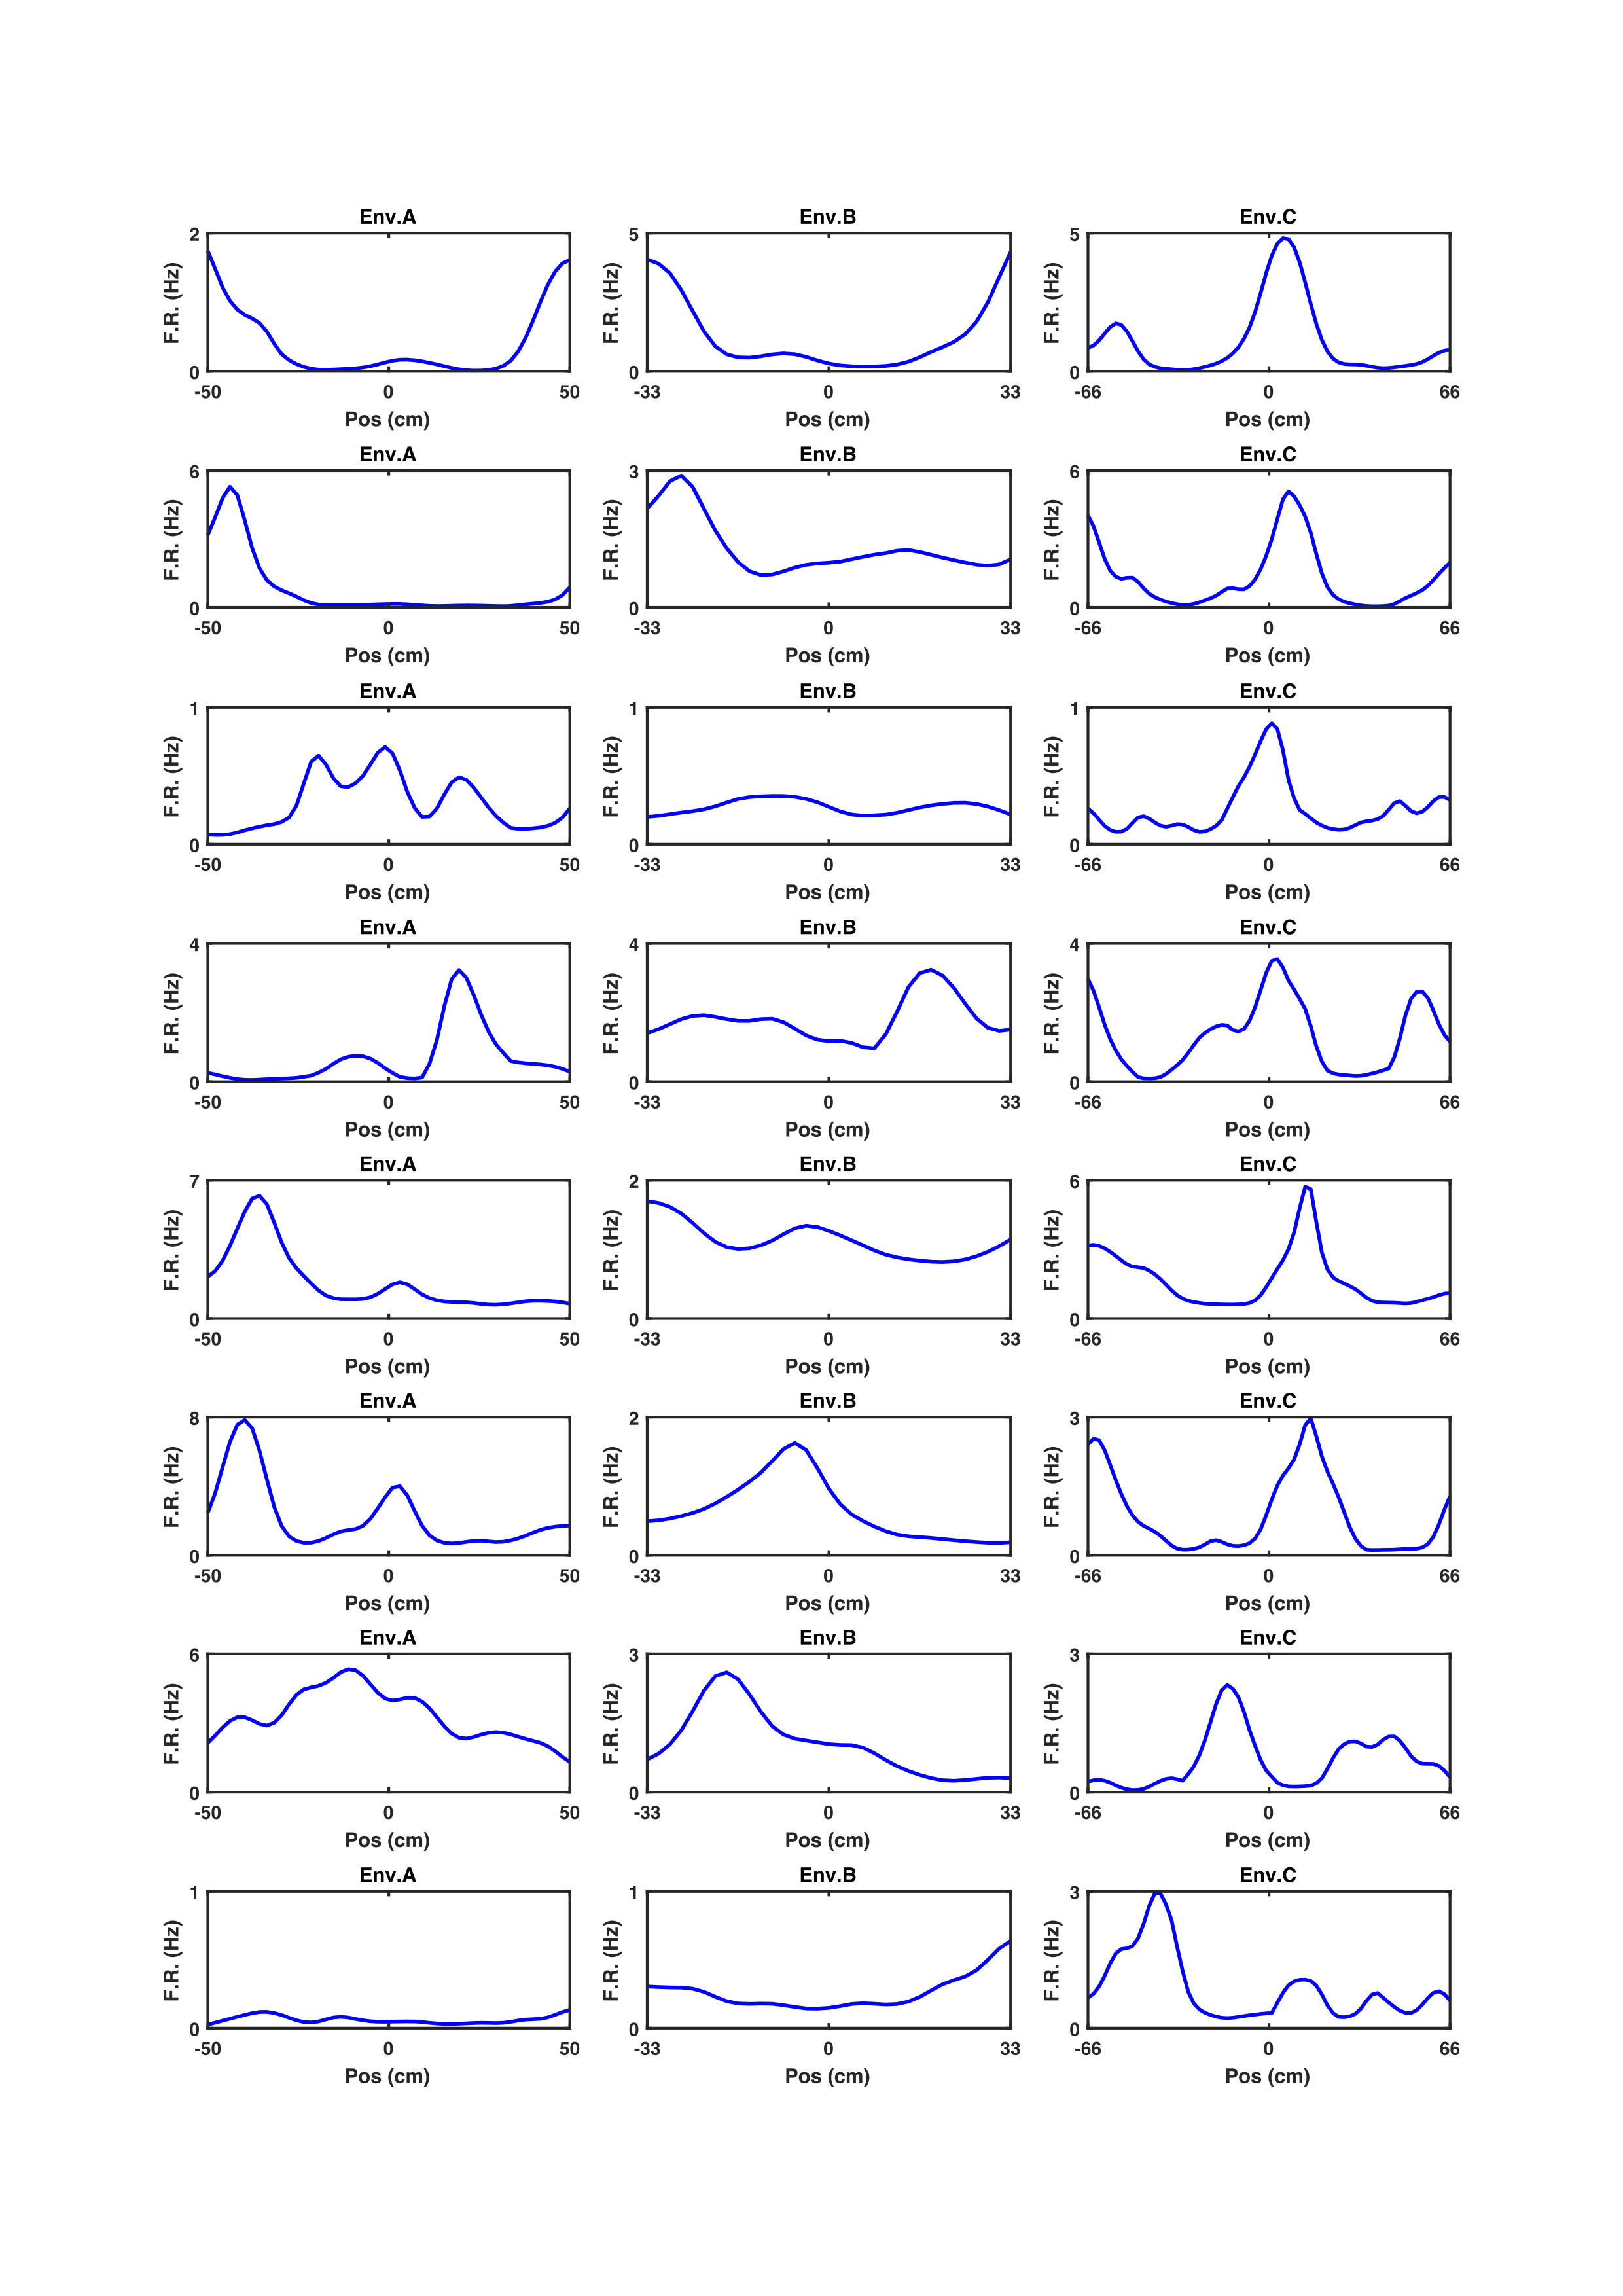 Env.A Env.B Env.C
2 5 5
F.R. (Hz) F.R. (Hz) F.R. (Hz)
0 0 0
-50 0 50 -33 0 33 -66 0 66
Pos (cm) Pos (cm) Pos (cm)
Env.A Env.B Env.C
6 3 6
F.R. (Hz) F.R. (Hz) F.R. (Hz)
0 0 0
-50 0 50 -33 0 33 -66 0 66
Pos (cm) Pos (cm) Pos (cm)
Env.A Env.B Env.C
1 1 1
F.R. (Hz) F.R. (Hz) F.R. (Hz)
0 0 0
-50 0 50 -33 0 33 -66 0 66
Pos (cm) Pos (cm) Pos (cm)
Env.A Env.B Env.C
4 4 4
F.R. (Hz) F.R. (Hz) F.R. (Hz)
0 0 0
-50 0 50 -33 0 33 -66 0 66
Pos (cm) Pos (cm) Pos (cm)
Env.A Env.B Env.C
7 2 6
F.R. (Hz) F.R. (Hz) F.R. (Hz)
0 0 0
-50 0 50 -33 0 33 -66 0 66
Pos (cm) Pos (cm) Pos (cm)
Env.A Env.B Env.C
8 2 3
F.R. (Hz) F.R. (Hz) F.R. (Hz)
0 0 0
-50 0 50 -33 0 33 -66 0 66
Pos (cm) Pos (cm) Pos (cm)
Env.A Env.B Env.C
6 3 3
F.R. (Hz) F.R. (Hz) F.R. (Hz)
0 0 0
-50 0 50 -33 0 33 -66 0 66
Pos (cm) Pos (cm) Pos (cm)
Env.A Env.B Env.C
1 1 3
F.R. (Hz) F.R. (Hz) F.R. (Hz)
0 0 0
-50 0 50 -33 0 33 -66 0 66
Pos (cm) Pos (cm) Pos (cm)